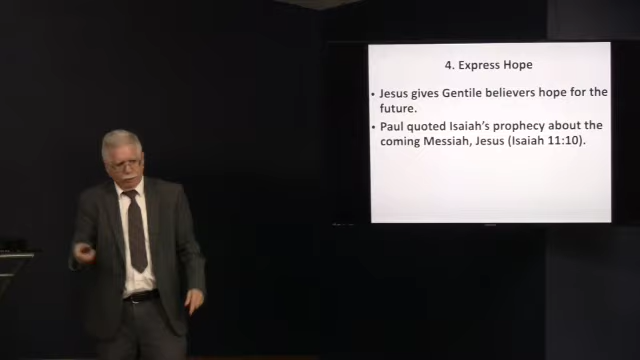 4. Express Hope
• Jesus gives Gentile believers hope for the
future.
• Paul quoted Isaiah's prophecy about the
coming Messiah, Jesus (Isaiah 11:10).